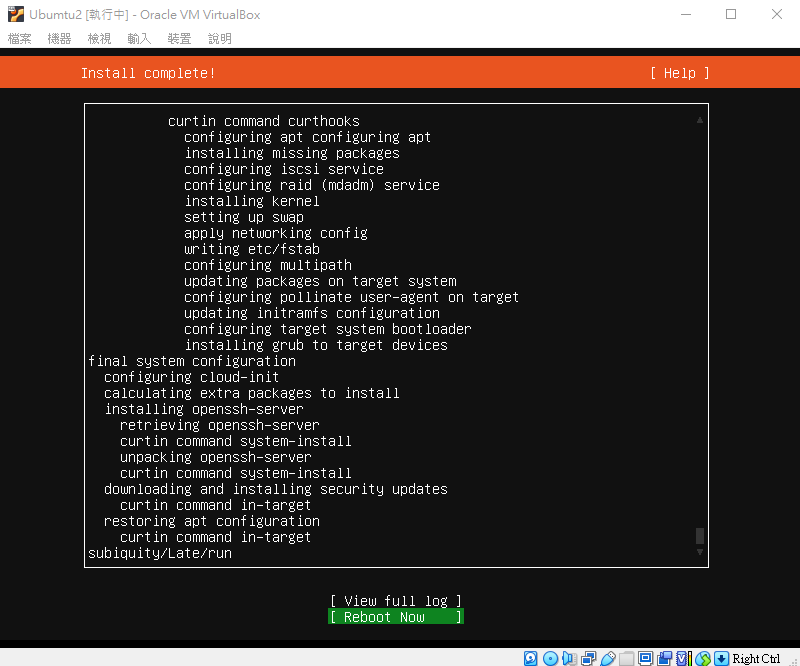 Ubumtu2 [執行中] - Oracle VM VirtualBox
檔案 機器 檢視 輸入 裝置 說明
Install complete! [ Help ]
curtin command curthooks
configuring apt configuring apt
installing missing packages
configuring iscsi service
configuring raid (mdadm) service
installing kernel
setting up swap
apply networking config
writing etc/fstab
configuring multipath
updating packages on target system
configuring pollinate user-agent on target
updating initramfs configuration
configuring target system bootloader
installing grub to target devices
final system configuration
configuring cloud-init
calculating extra packages to install
installing openssh-server
retrieving openssh-server
curtin command system-install
unpacking openssh-server
curtin command system-install
downloading and installing security updates
curtin command in-target
restoring apt configuration
curtin command in-target
subiquity/Late/run
[ View full log ]
[ Reboot Now ]
Right Ctrl